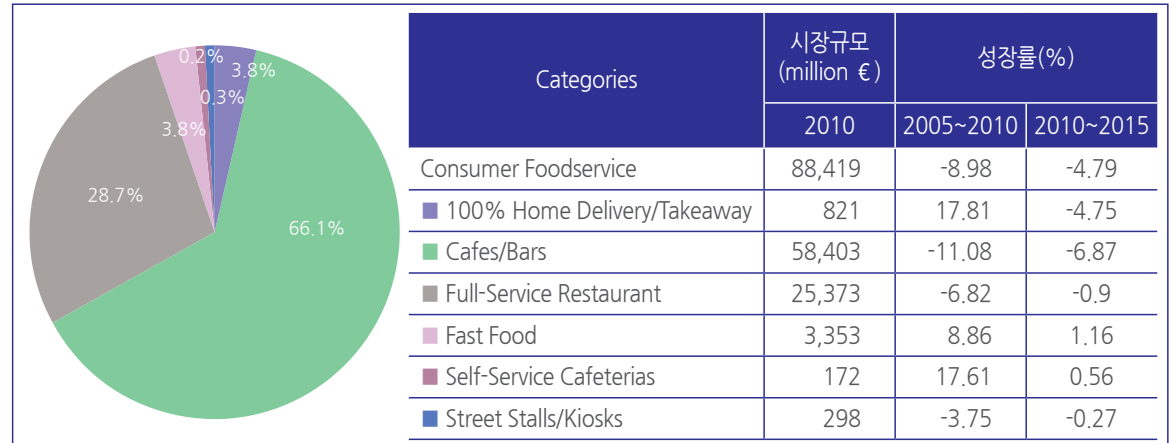 0.2%
3.8%
0.3%
3.8%
28.7%
66.1%
Categories 시장규모 (million €) 성장률(%)
2010 2005~2010 2010~2015
Consumer Foodservice 88,419 -8.98 -4.79
100% Home Delivery/Takeaway 821 17.81 -4.75
Cafes/Bars 58,403 -11.08 -6.87
Full-Service Restaurant 25,373 -6.82 -0.9
Fast Food 3,353 8.86 1.16
Self-Service Cafeterias 172 17.61 0.56
Street Stalls/Kiosks 298 -3.75 -0.27